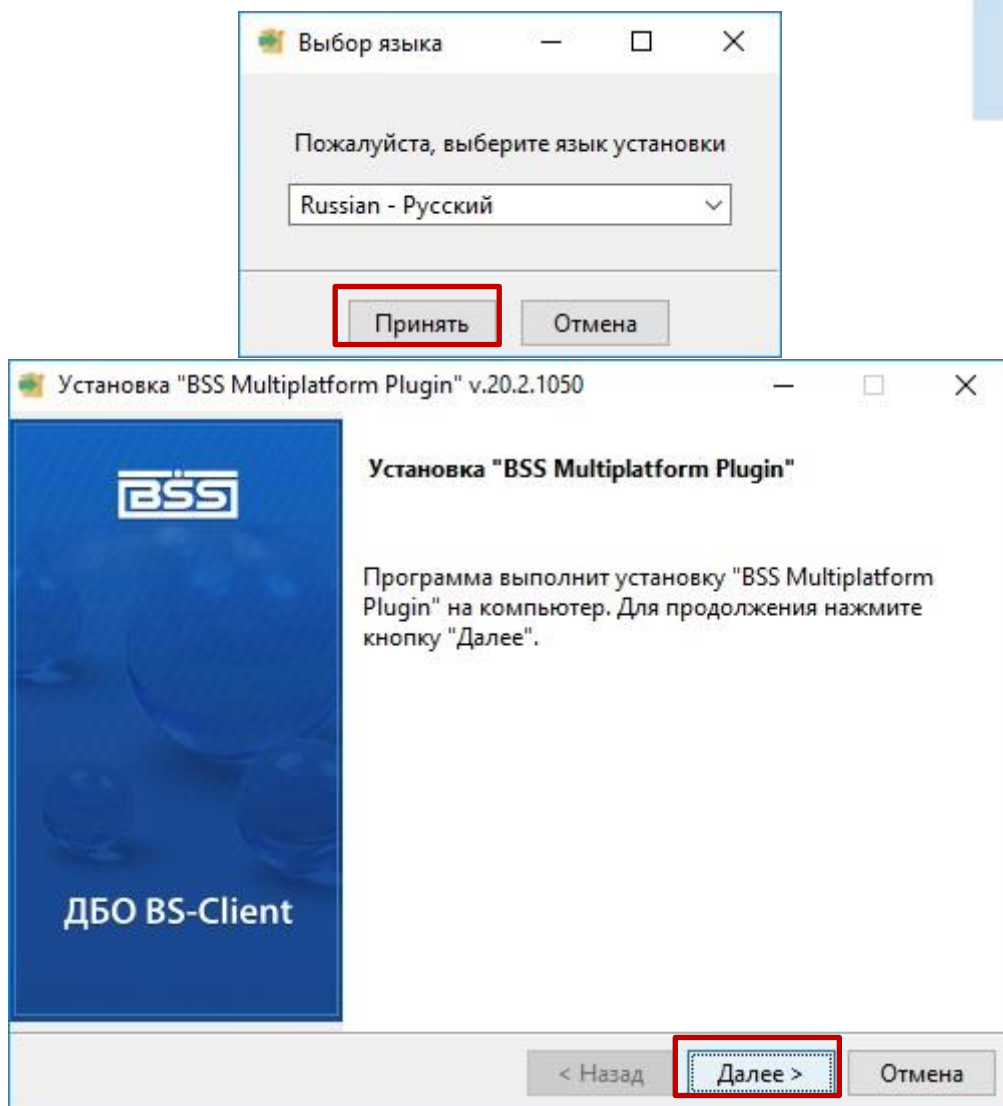 Выбор языка
Пожалуйста, выберите язык установки
Russian - Русский
Принять
Отмена
Установка "BSS Multiplatform Plugin" v.20.2.1050
BSS
Установка "BSS Multiplatform Plugin"
Программа выполнит установку "BSS Multiplatform
Plugin" на компьютер. Для продолжения нажмите
кнопку "Далее".
ДБО BS-Client
< Назад
Далее >
Отмена